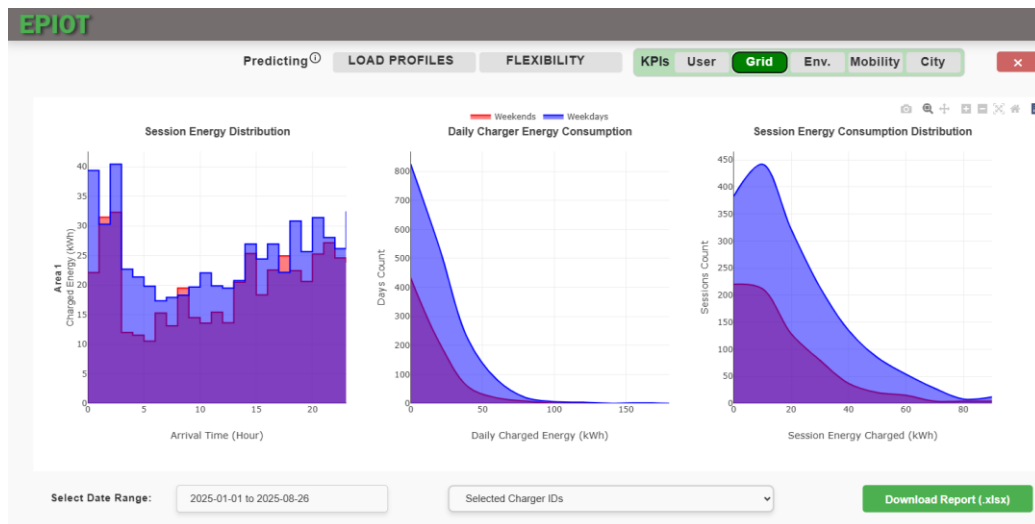 EPIOT
Predicting ⓘ LOAD PROFILES FLEXIBILITY KPIs User Grid Env. Mobility City ×
Weekends Weekdays
Session Energy Distribution
Daily Charger Energy Consumption
Session Energy Consumption Distribution
Area 1
Charged Energy (kWh)
40
35
30
25
20
15
10
5
0
0 5 10 15 20
Arrival Time (Hour)
Days Count
800
700
600
500
400
300
200
100
0
0 50 100 150
Daily Charged Energy (kWh)
Sessions Count
450
400
350
300
250
200
150
100
50
0
0 20 40 60 80
Session Energy Charged (kWh)
Select Date Range: 2025-01-01 to 2025-08-26 Selected Charger IDs Download Report (.xlsx)